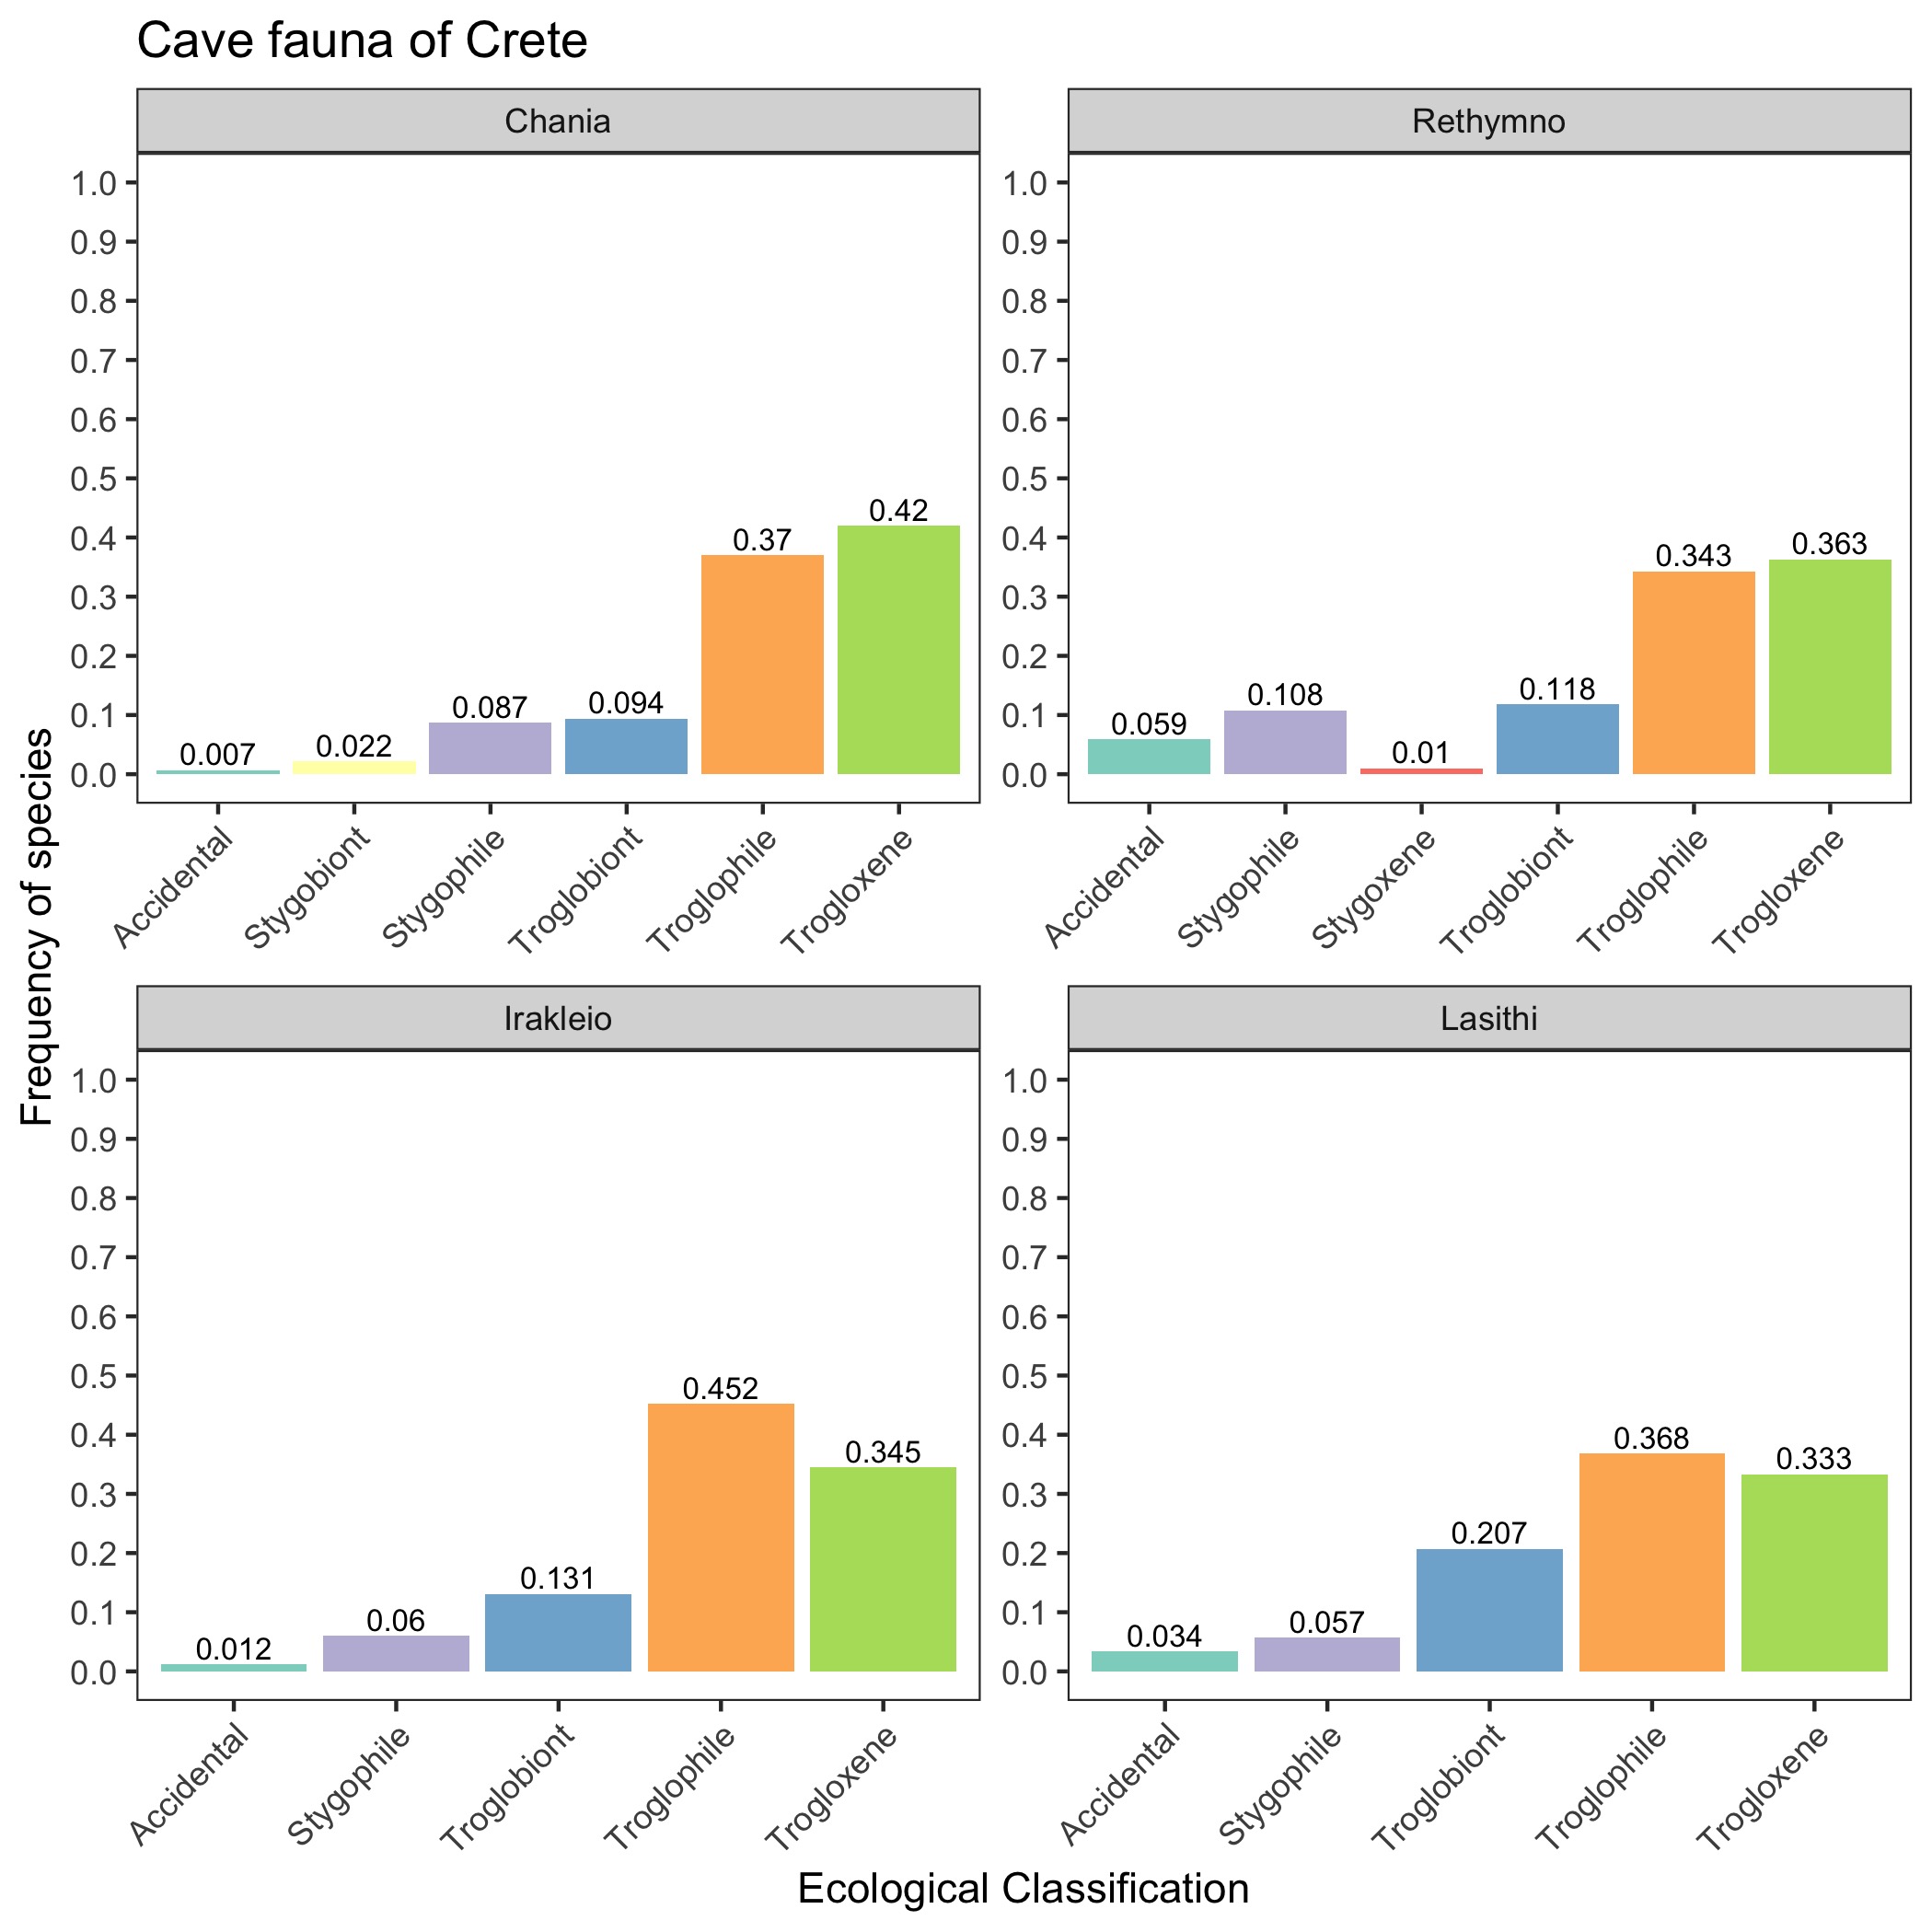 Cave fauna of Crete
Chania
1.0
0.9
0.8
0.7
0.6
0.5
0.4
0.3
0.2
0.1
0.0
0.007
0.022
0.087
0.094
0.37
0.42
Accidental
Stygobiont
Stygophile
Troglobiont
Troglophile
Trogloxene
Rethymno
1.0
0.9
0.8
0.7
0.6
0.5
0.4
0.3
0.2
0.1
0.0
0.059
0.108
0.01
0.118
0.343
0.363
Accidental
Stygophile
Stygoxene
Troglobiont
Troglophile
Trogloxene
Frequency of species
Irakleio
1.0
0.9
0.8
0.7
0.6
0.5
0.4
0.3
0.2
0.1
0.0
0.012
0.06
0.131
0.452
0.345
Accidental
Stygophile
Troglobiont
Troglophile
Trogloxene
Lasithi
1.0
0.9
0.8
0.7
0.6
0.5
0.4
0.3
0.2
0.1
0.0
0.034
0.057
0.207
0.368
0.333
Accidental
Stygophile
Troglobiont
Troglophile
Trogloxene
Ecological Classification